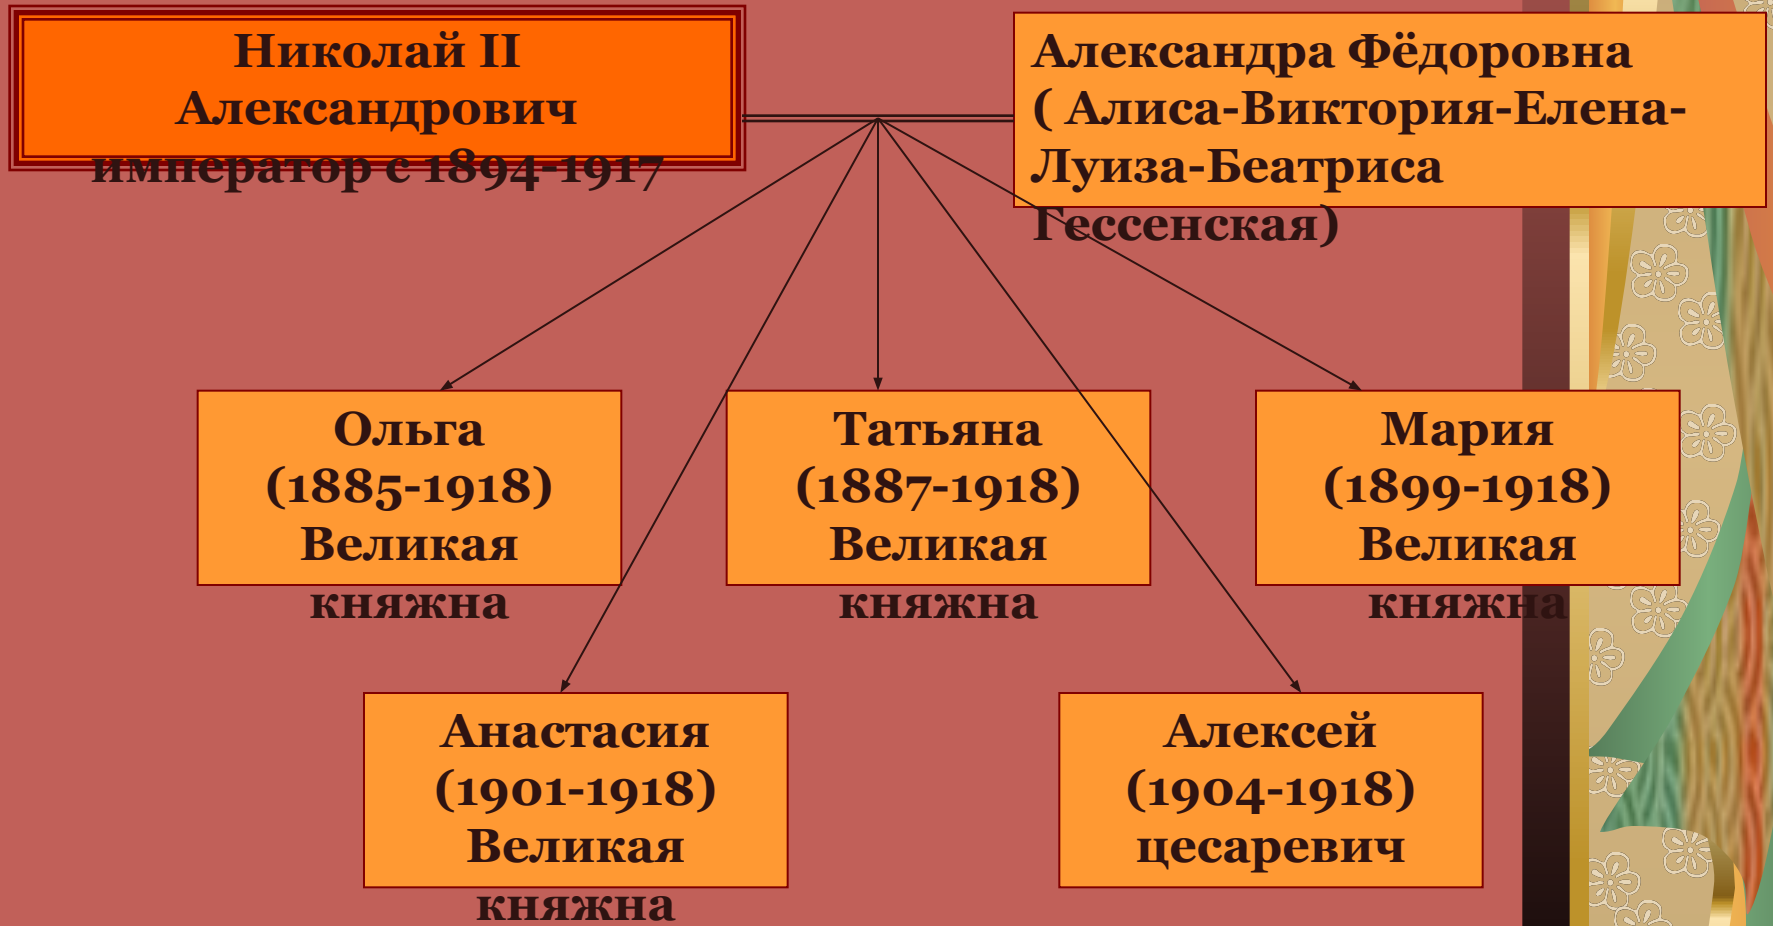 Николай II
Александрович
император с 1894-1917
Александра Фёдоровна
( Алиса-Виктория-Елена-
Луиза-Беатриса
Гессенская)
Ольга
(1885-1918)
Великая
княжна
Татьяна
(1887-1918)
Великая
княжна
Мария
(1899-1918)
Великая
княжна
Анастасия
(1901-1918)
Великая
княжна
Алексей
(1904-1918)
цесаревич